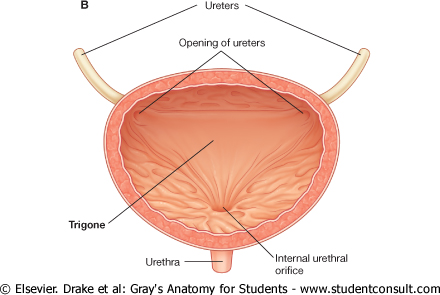 B
Ureters
Opening of ureters
Trigone
Urethra
Internal urethral
orifice
© Elsevier. Drake et al: Gray's Anatomy for Students - www.studentconsult.com